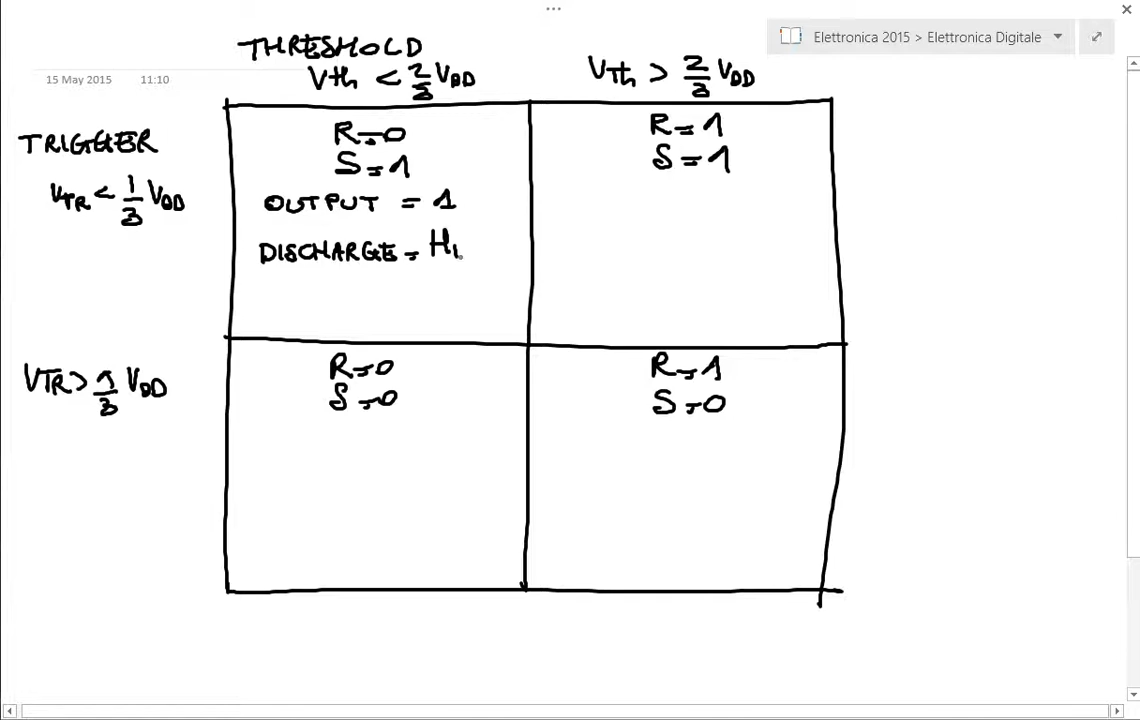 Elettronica 2015 > Elettronica Digitale
15 May 2015 11:10
THRESHOLD
Vth < 2/3 VDD
VTh > 2/3 VDD
TRIGGER
VTR < 1/3 VDD
R=0
S=1
OUTPUT = 1
DISCHARGE = HI
R=1
S=1
VTR > 1/3 VDD
R=0
S=0
R=1
S=0